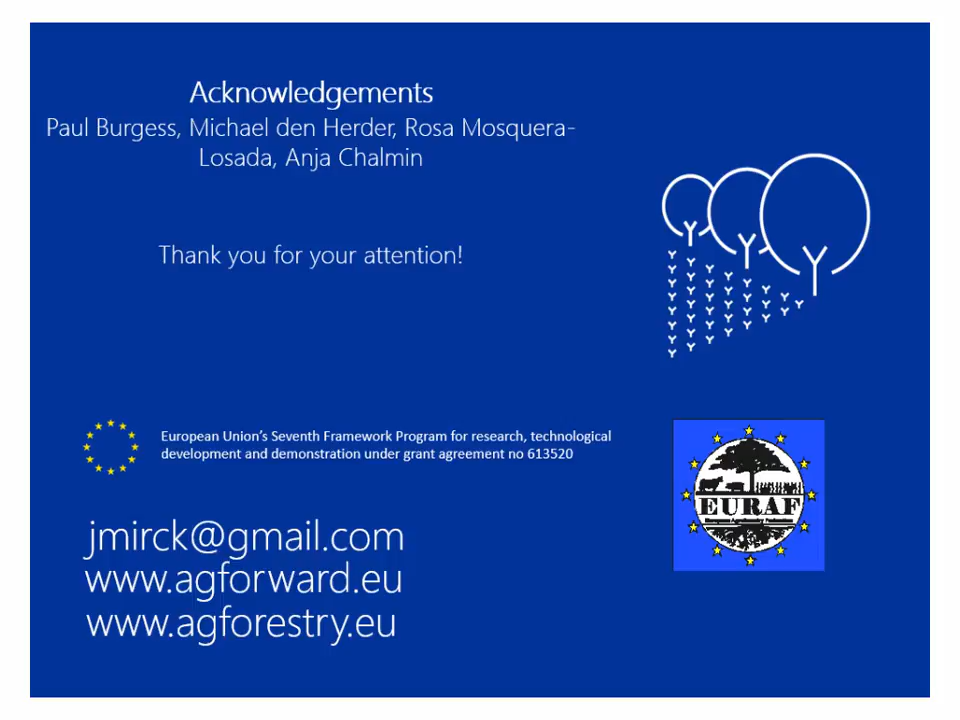 Acknowledgements
Paul Burgess, Michael den Herder, Rosa Mosquera-
Losada, Anja Chalmin
Thank you for your attention!
European Union's Seventh Framework Program for research, technological
development and demonstration under grant agreement no 613520
EURAF
jmirck@gmail.com
www.agforward.eu
www.agforestry.eu